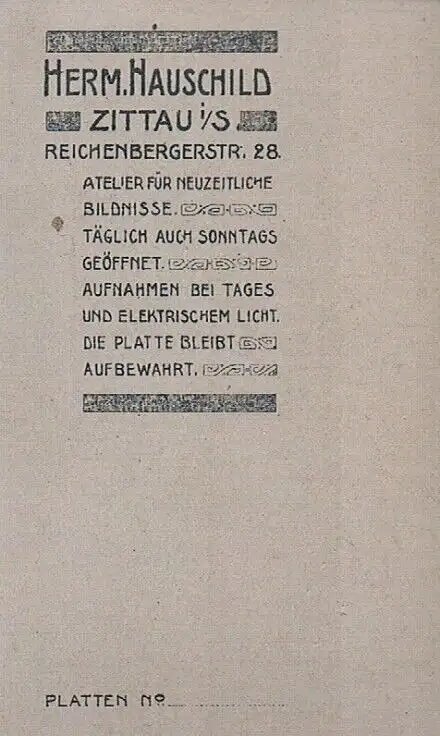 HERM. HAUSCHILD
ZITTAU i/S.
REICHENBERGERSTR. 28.
ATELIER FÜR NEUZEITLICHE
BILDNISSE.
TÄGLICH AUCH SONNTAGS
GEÖFFNET.
AUFNAHMEN BEI TAGES
UND ELEKTRISCHEM LICHT.
DIE PLATTE BLEIBT
AUFBEWAHRT.
PLATTEN No.